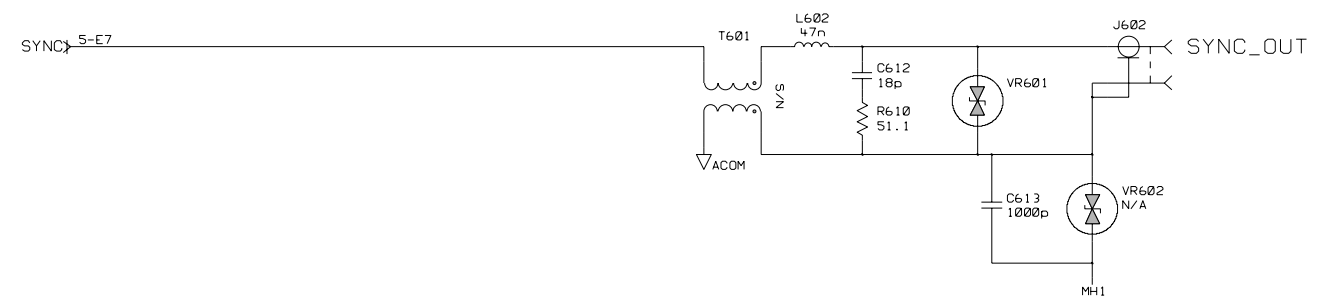 SYNC
5-E7
T601
S/N
L602
47n
C612
18p
R610
51.1
VR601
J602
SYNC_OUT
ACOM
C613
1000p
VR602
N/A
MH1